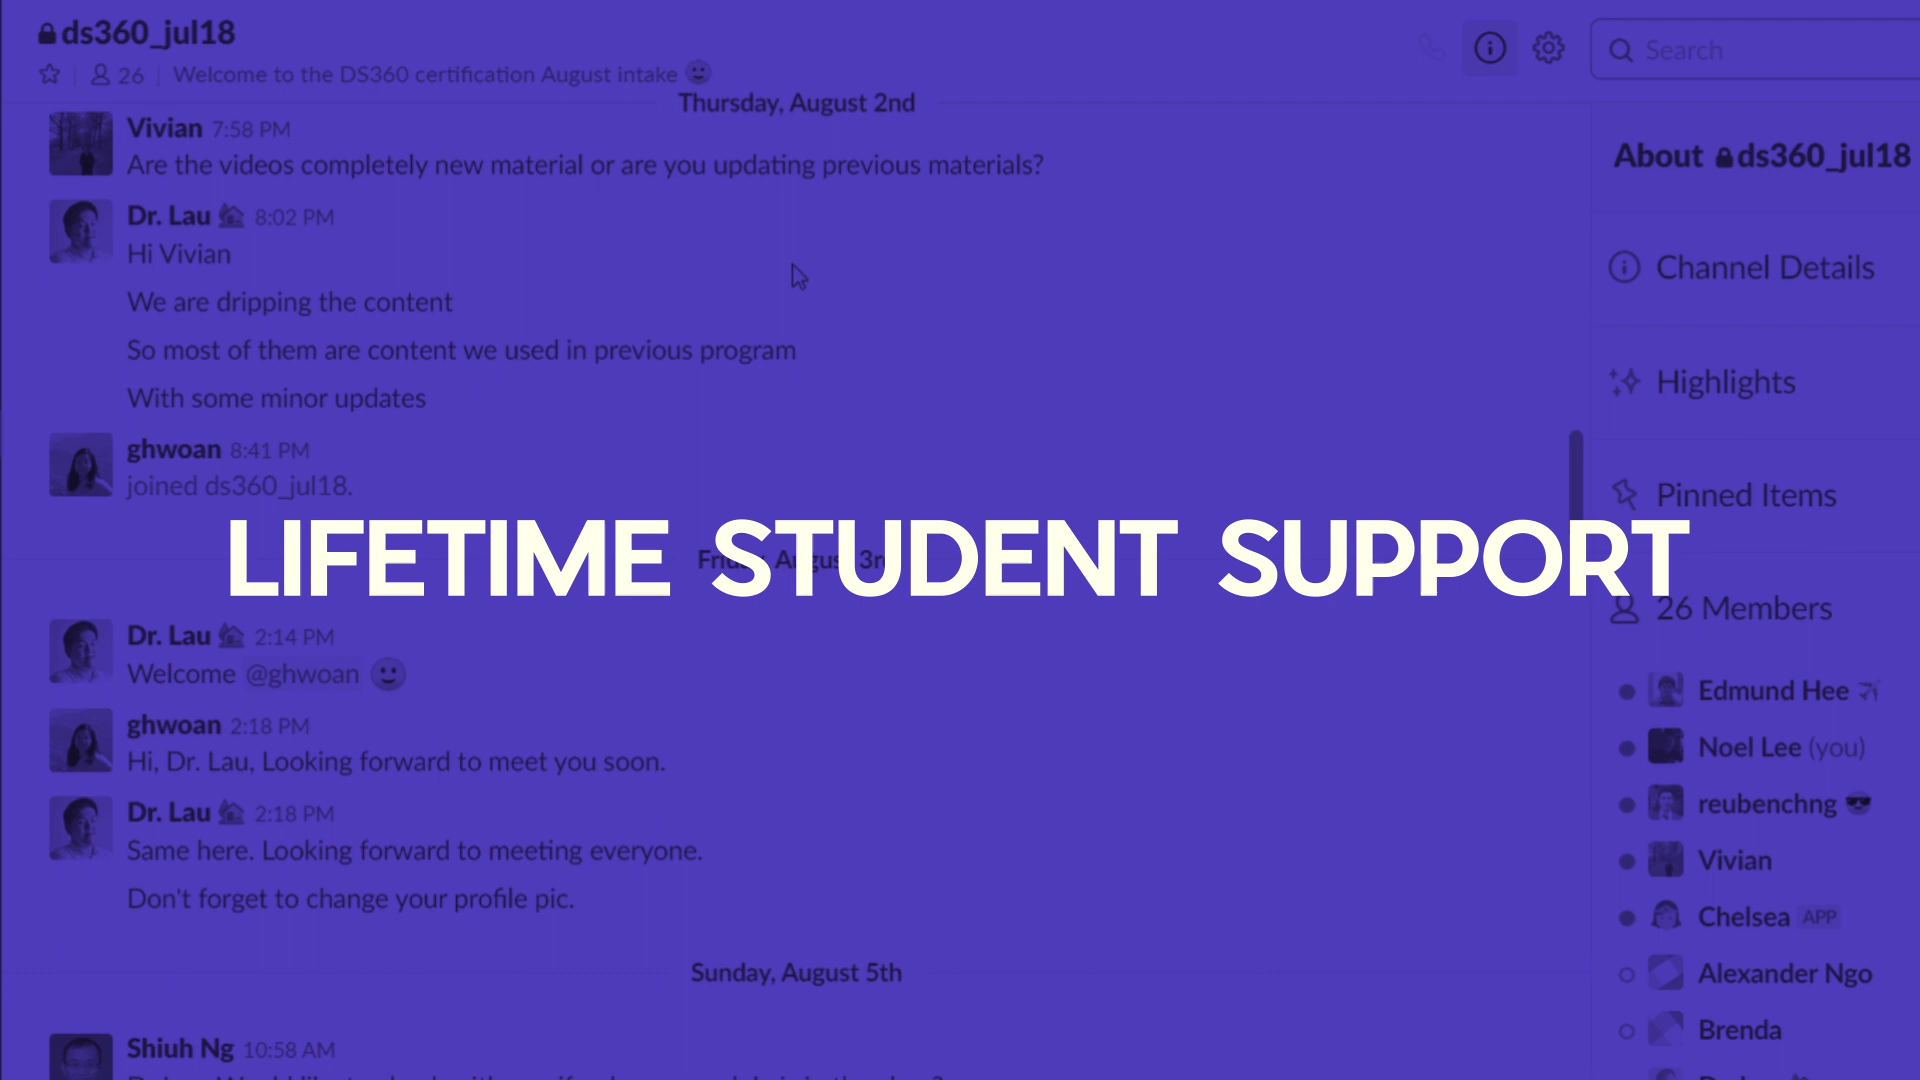 ds360_jul18
26 Welcome to the DS360 certification August intake
Search
Thursday, August 2nd
Vivian 7:58 PM
Are the videos completely new material or are you updating previous materials?
Dr. Lau 8:02 PM
Hi Vivian
We are dripping the content
So most of them are content we used in previous program
With some minor updates
ghwoan 8:41 PM
joined ds360_jul18.
LIFETIME STUDENT SUPPORT
Friday, August 3rd
Dr. Lau 2:14 PM
Welcome @ghwoan
ghwoan 2:18 PM
Hi, Dr. Lau, Looking forward to meet you soon.
Dr. Lau 2:18 PM
Same here. Looking forward to meeting everyone.
Don't forget to change your profile pic.
Sunday, August 5th
Shiuh Ng 10:58 AM
About ds360_jul18
Channel Details
Highlights
Pinned Items
26 Members
Edmund Hee
Noel Lee (you)
reubenchng
Vivian
Chelsea APP
Alexander Ngo
Brenda